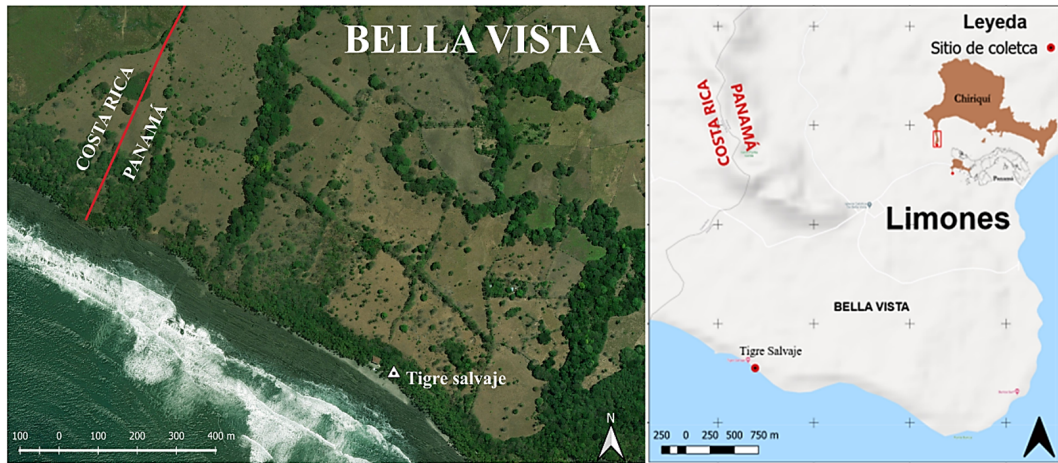 BELLA VISTA
COSTA RICA
PANAMÁ
Tigre salvaje
N
100 0 100 200 300 400 m
Leyeda
Sitio de coletca
Chiriquí
Panamá
COSTA RICA
PANAMÁ
Limones
BELLA VISTA
Tigre Salvaje
250 0 250 500 750 m